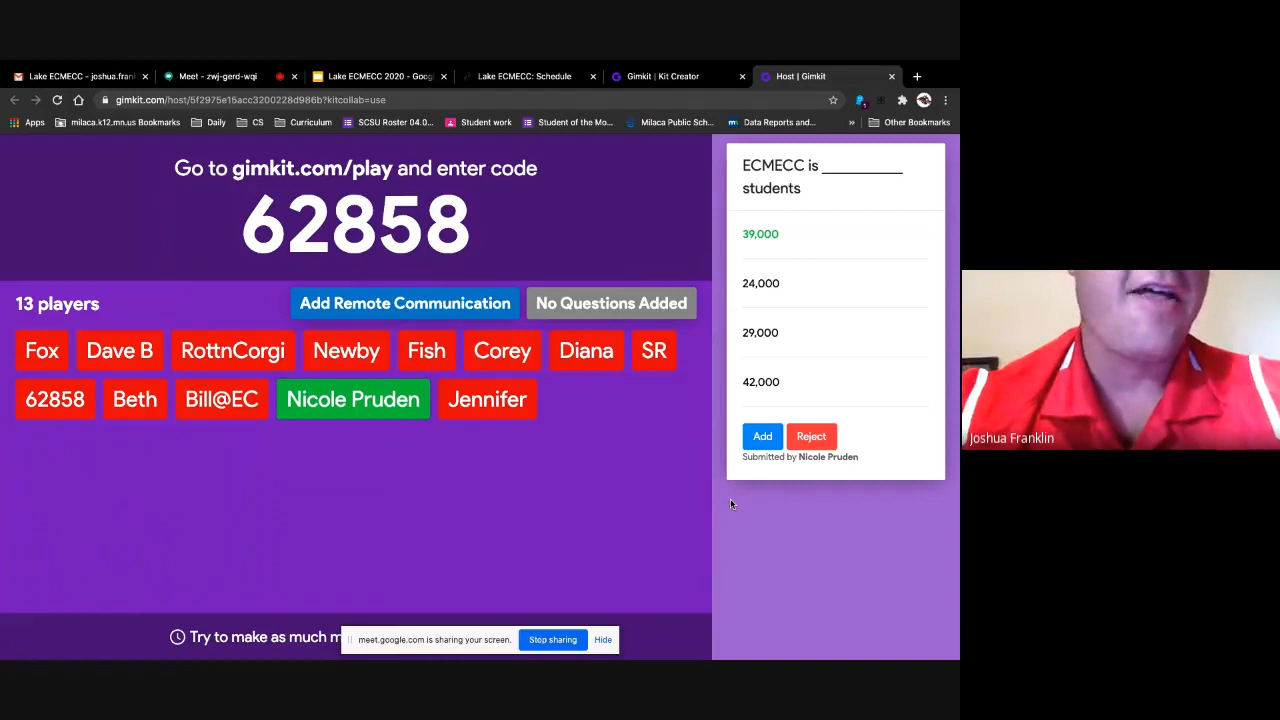 Lake ECMECC - joshua.fran
Meet - zwj-gerd-wqi
Lake ECMECC 2020 - Goog
Lake ECMECC: Schedule
Gimkit | Kit Creator
Host | Gimkit
gimkit.com/host/5f2975e15acc3200228d986b?kitcollab=use
Apps
milaca.k12.mn.us Bookmarks
Daily
CS
Curriculum
SCSU Roster 04.0...
Student work
Student of the Mo...
Milaca Public Sch...
Data Reports and...
»
Other Bookmarks
Go to gimkit.com/play and enter code
62858
13 players
Add Remote Communication
No Questions Added
Fox
Dave B
RottnCorgi
Newby
Fish
Corey
Diana
SR
62858
Beth
Bill@EC
Nicole Pruden
Jennifer
Try to make as much m
meet.google.com is sharing your screen.
Stop sharing
Hide
ECMECC is __________
students
39,000
24,000
29,000
42,000
Add
Reject
Submitted by Nicole Pruden
Joshua Franklin